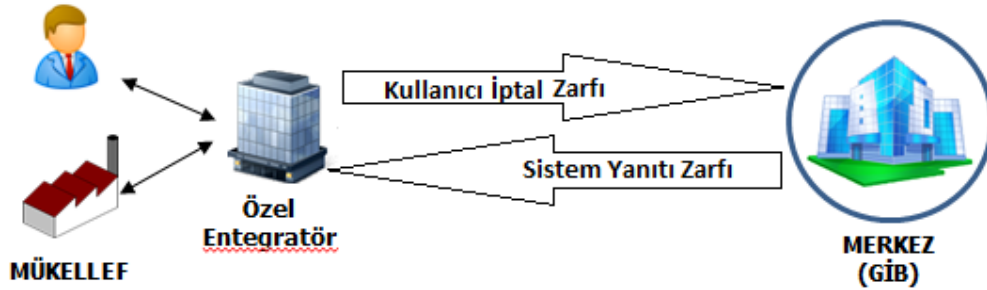 Kullanıcı İptal Zarfı
Sistem Yanıtı Zarfı
Özel
Entegratör
MÜKELLEF
MERKEZ
(GİB)